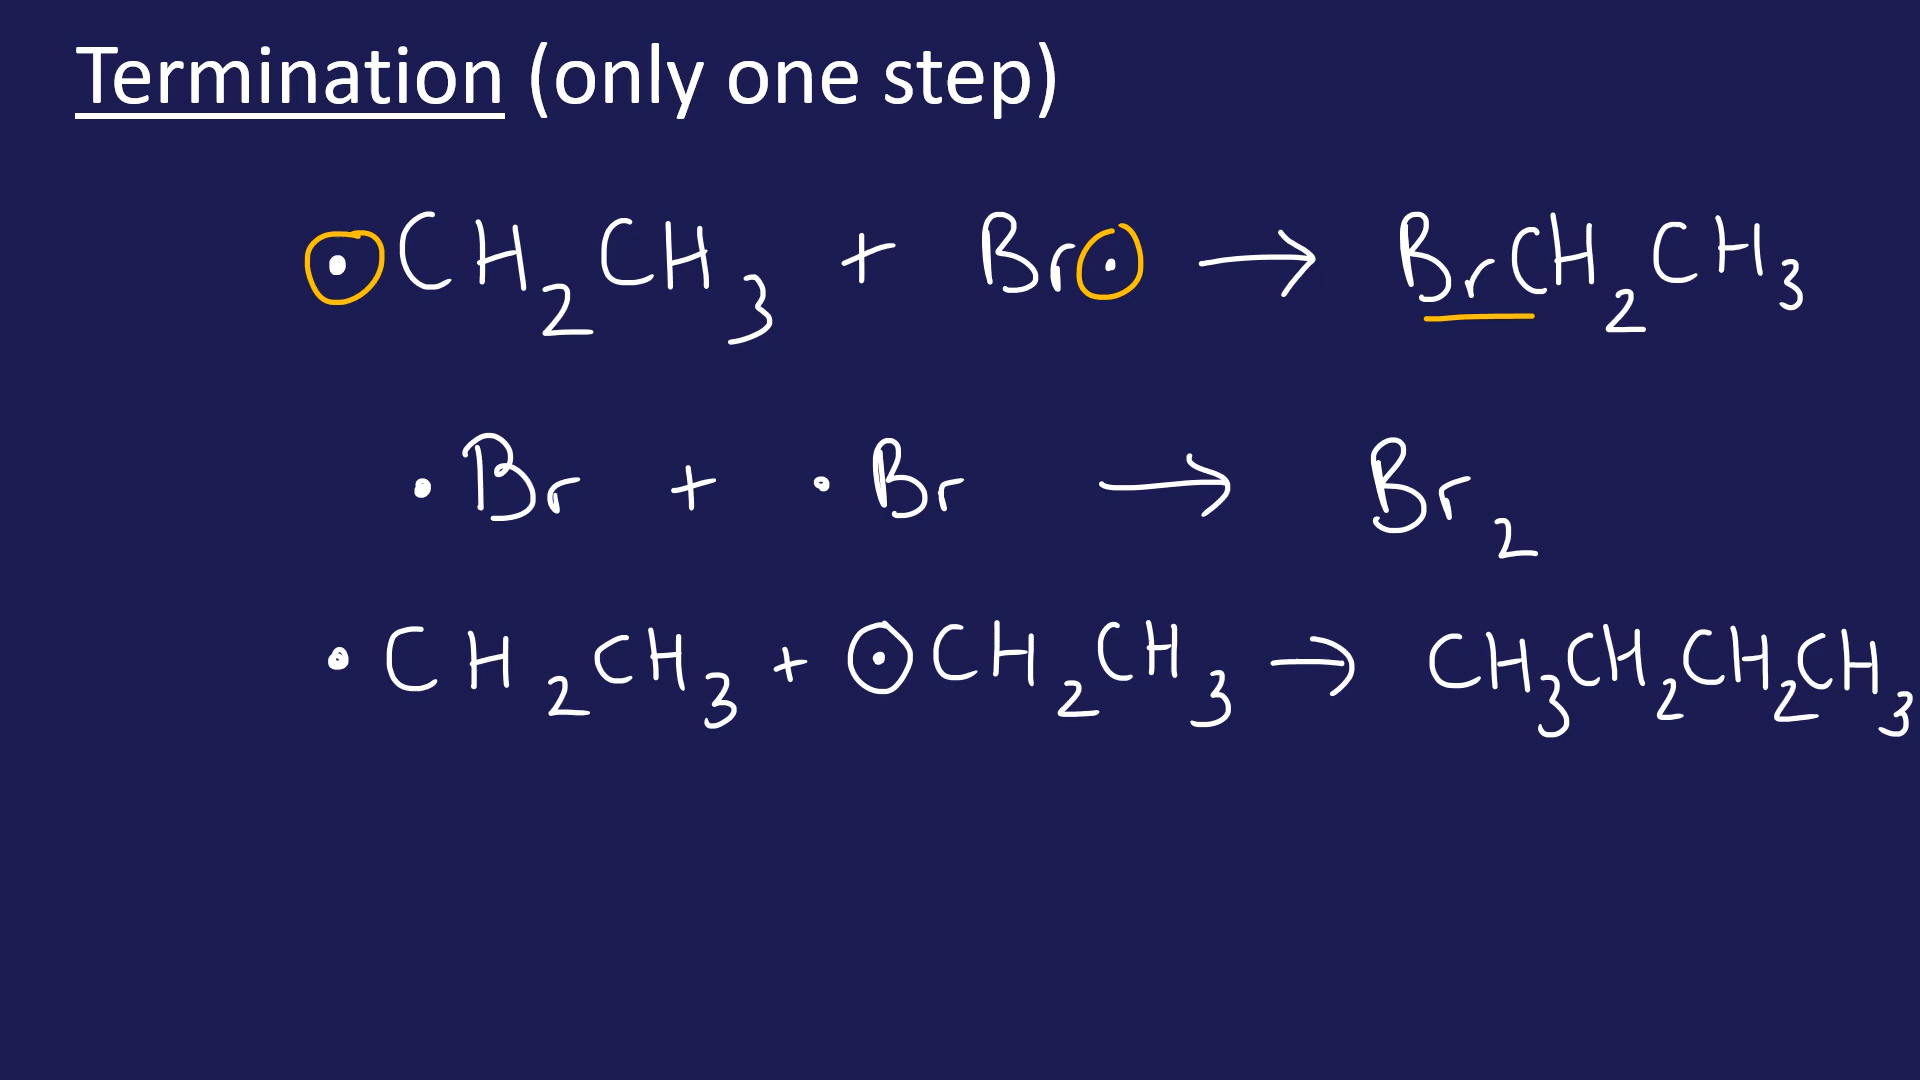 Termination (only one step)
•CH₂CH₃ + Br• → BrCH₂CH₃
•Br + •Br → Br₂
•CH₂CH₃ + •CH₂CH₃ → CH₃CH₂CH₂CH₃